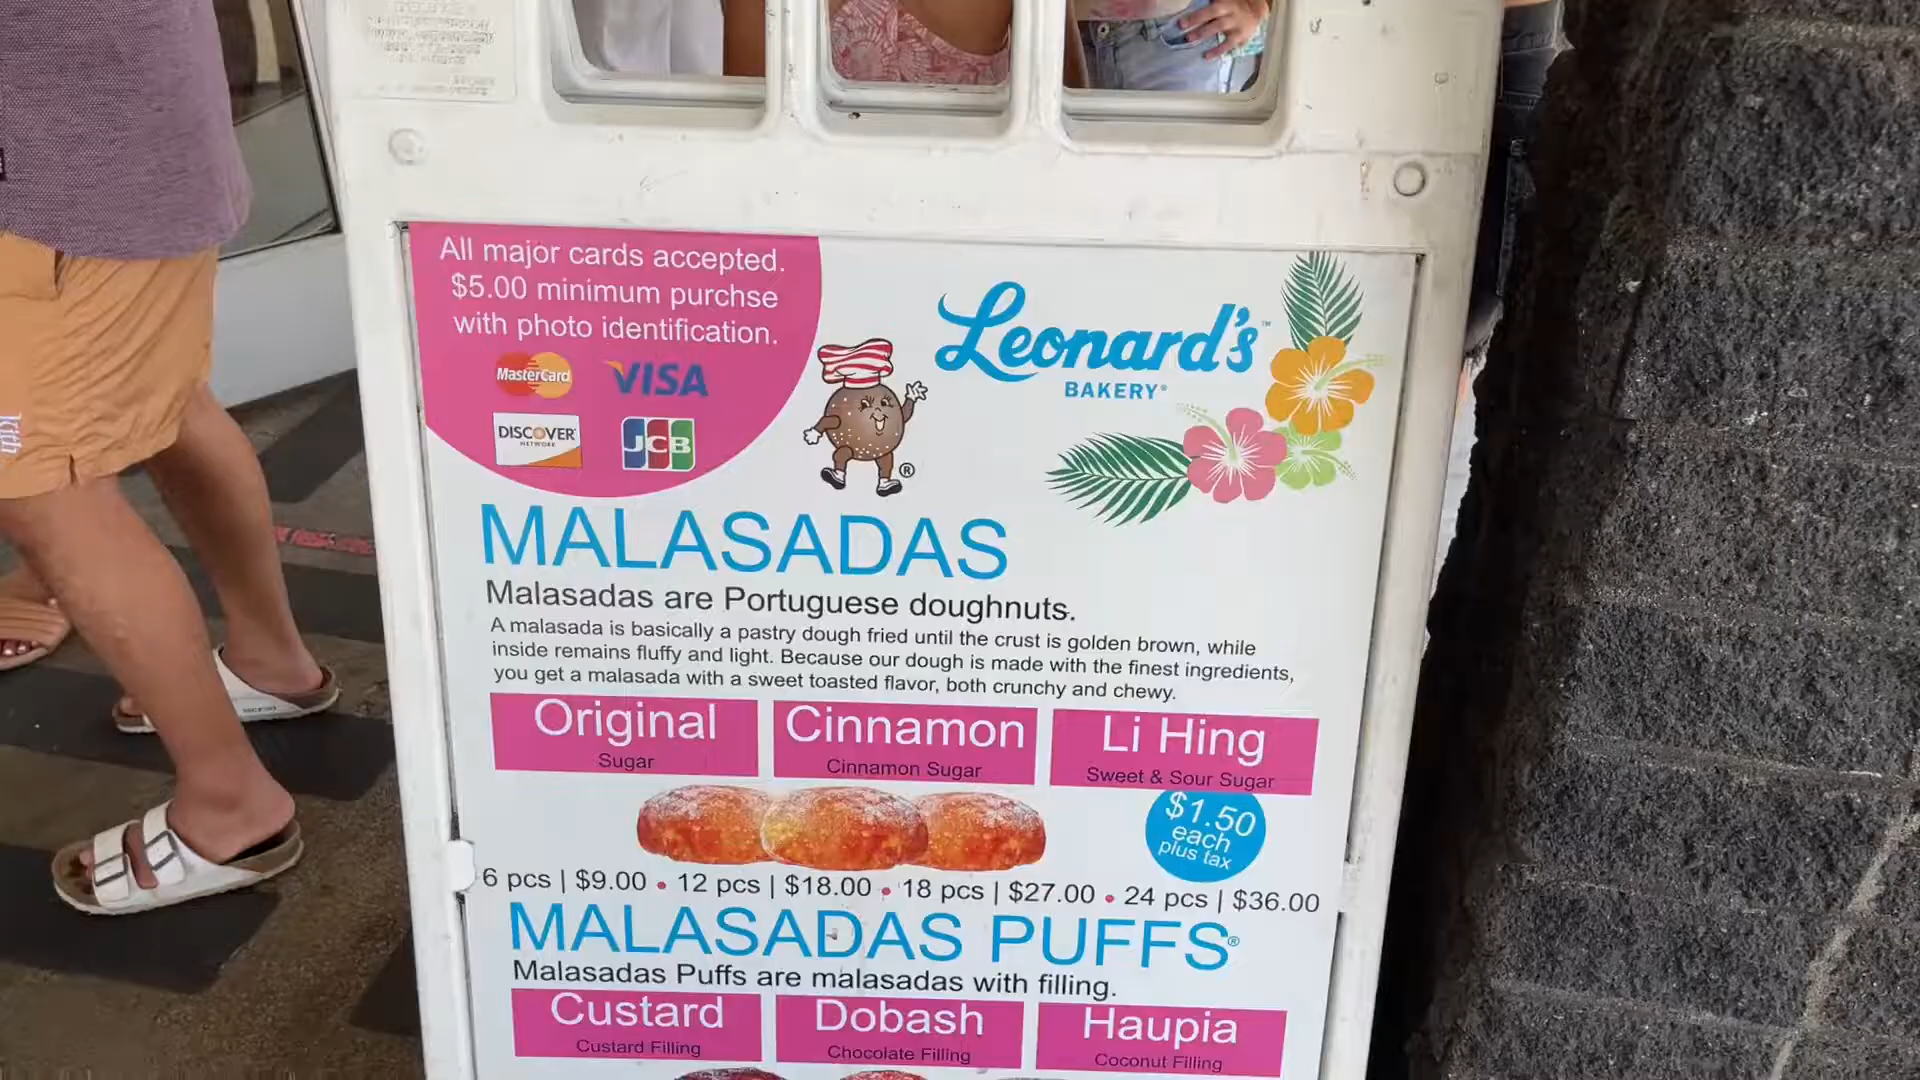 All major cards accepted.
$5.00 minimum purchse
with photo identification.
MasterCard
VISA
DISCOVER
NETWORK
JCB
Leonard's™
BAKERY®
®
MALASADAS
Malasadas are Portuguese doughnuts.
A malasada is basically a pastry dough fried until the crust is golden brown, while
inside remains fluffy and light. Because our dough is made with the finest ingredients,
you get a malasada with a sweet toasted flavor, both crunchy and chewy.
Original
Sugar
Cinnamon
Cinnamon Sugar
Li Hing
Sweet & Sour Sugar
$1.50
each
plus tax
6 pcs | $9.00 • 12 pcs | $18.00 • 18 pcs | $27.00 • 24 pcs | $36.00
MALASADAS PUFFS®
Malasadas Puffs are malasadas with filling.
Custard
Custard Filling
Dobash
Chocolate Filling
Haupia
Coconut Filling
Kith